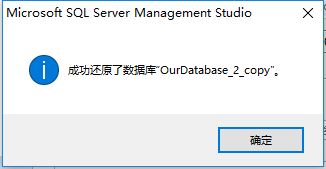 Microsoft SQL Server Management Studio
成功还原了数据库“OurDatabase_2_copy”。
确定